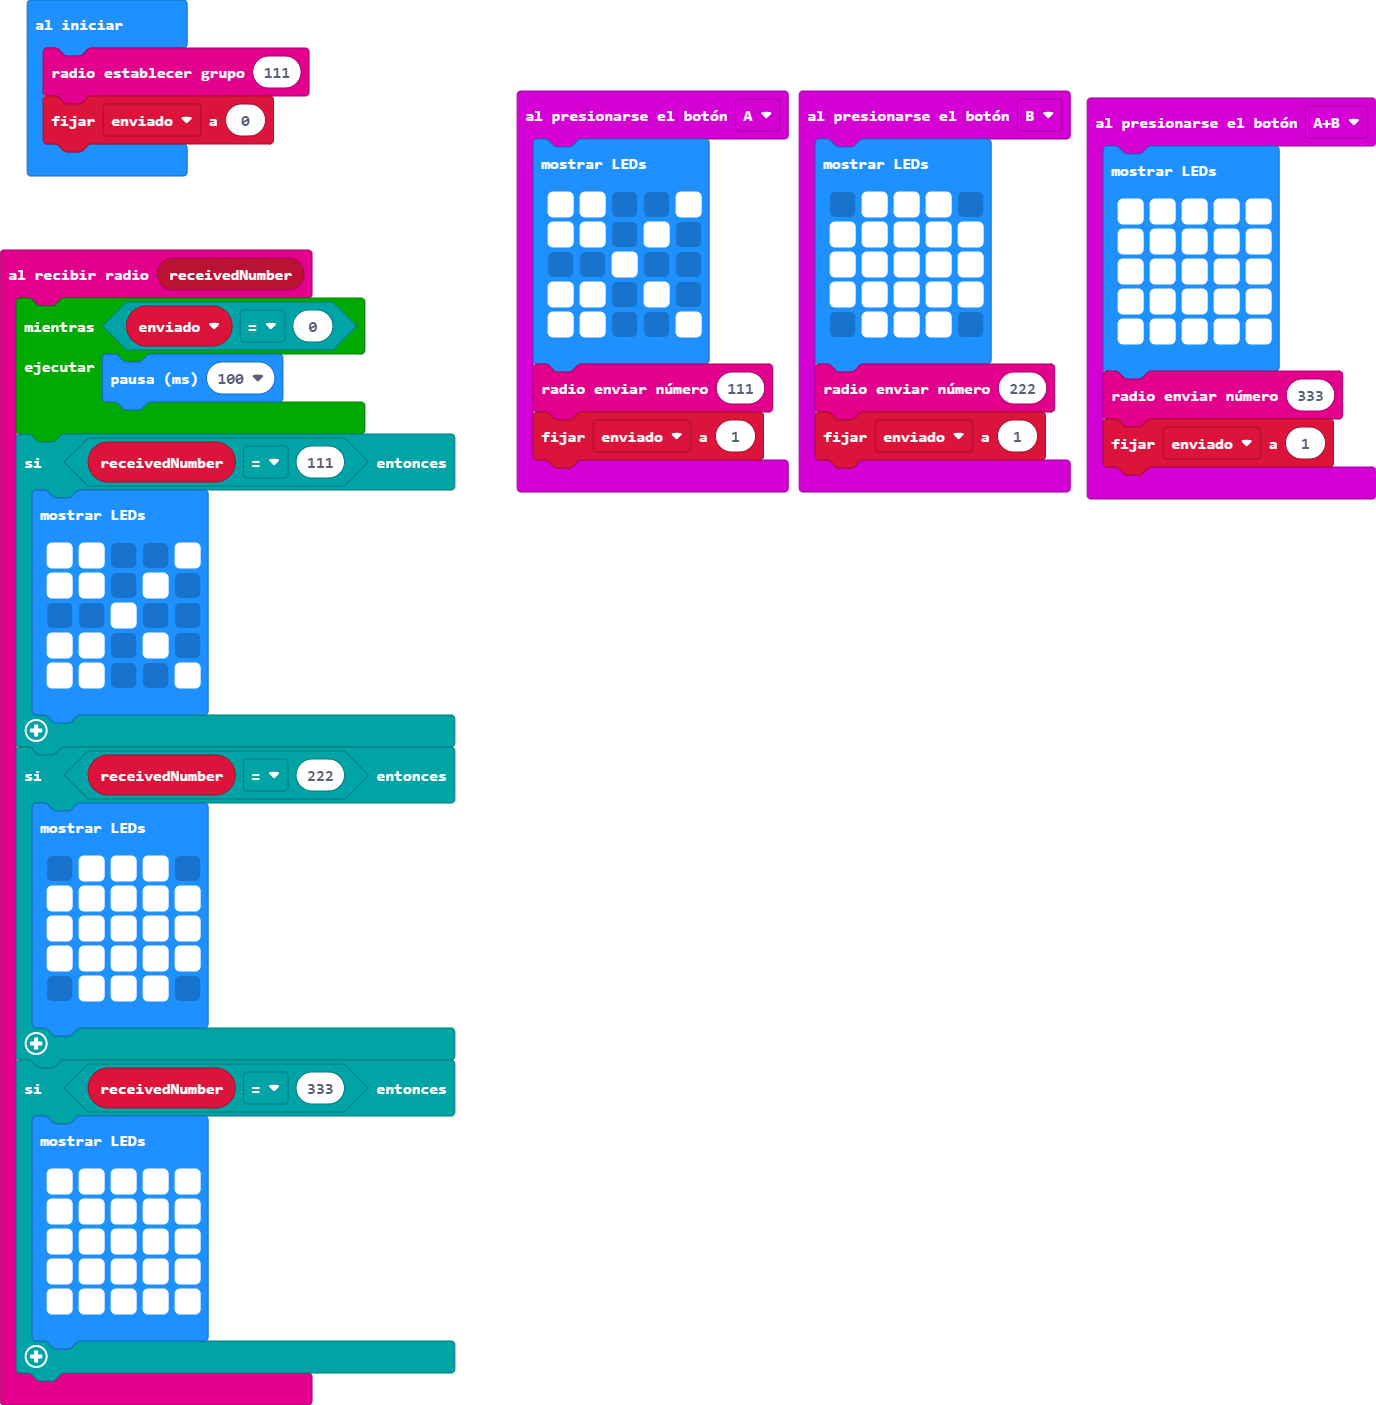 al iniciar
radio establecer grupo 111
fijar enviado a 0
al recibir radio receivedNumber
mientras enviado = 0
ejecutar
pausa (ms) 100
si receivedNumber = 111 entonces
mostrar LEDs
si receivedNumber = 222 entonces
mostrar LEDs
si receivedNumber = 333 entonces
mostrar LEDs
al presionarse el botón A
mostrar LEDs
radio enviar número 111
fijar enviado a 1
al presionarse el botón B
mostrar LEDs
radio enviar número 222
fijar enviado a 1
al presionarse el botón A+B
mostrar LEDs
radio enviar número 333
fijar enviado a 1